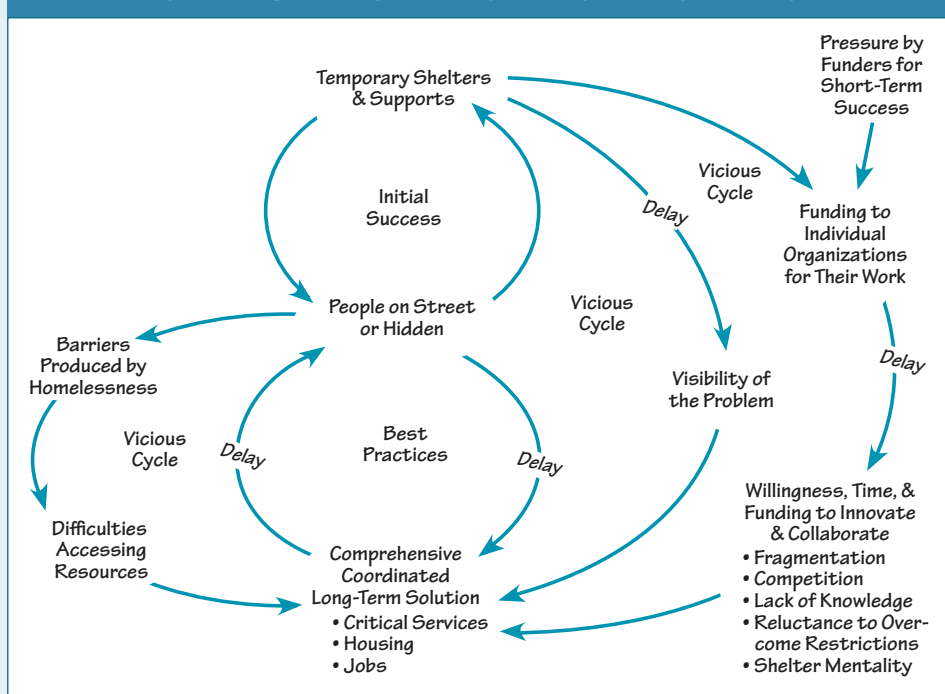 Pressure by
Funders for
Short-Term
Success
Temporary Shelters
& Supports
Vicious
Cycle
Initial
Success
Delay
Funding to
Individual
Organizations
for Their Work
People on Street
or Hidden
Vicious
Cycle
Barriers
Produced by
Homelessness
Delay
Visibility of
the Problem
Vicious
Cycle
Delay
Best
Practices
Delay
Willingness, Time, &
Funding to Innovate
& Collaborate
• Fragmentation
• Competition
• Lack of Knowledge
• Reluctance to Over-
come Restrictions
• Shelter Mentality
Difficulties
Accessing
Resources
Comprehensive
Coordinated
Long-Term Solution
• Critical Services
• Housing
• Jobs